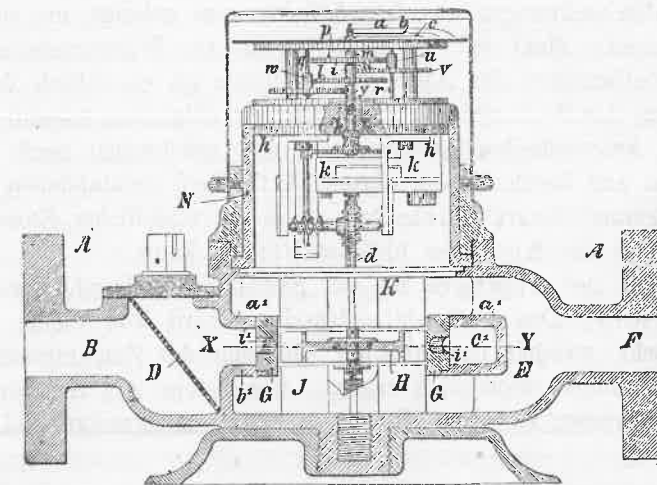 p a b c
w q m u
l i v
y r
h h
k k
N
A d A
K
a¹ a¹
B D X i¹ c¹ Y F
i¹ E
b¹ G J H G